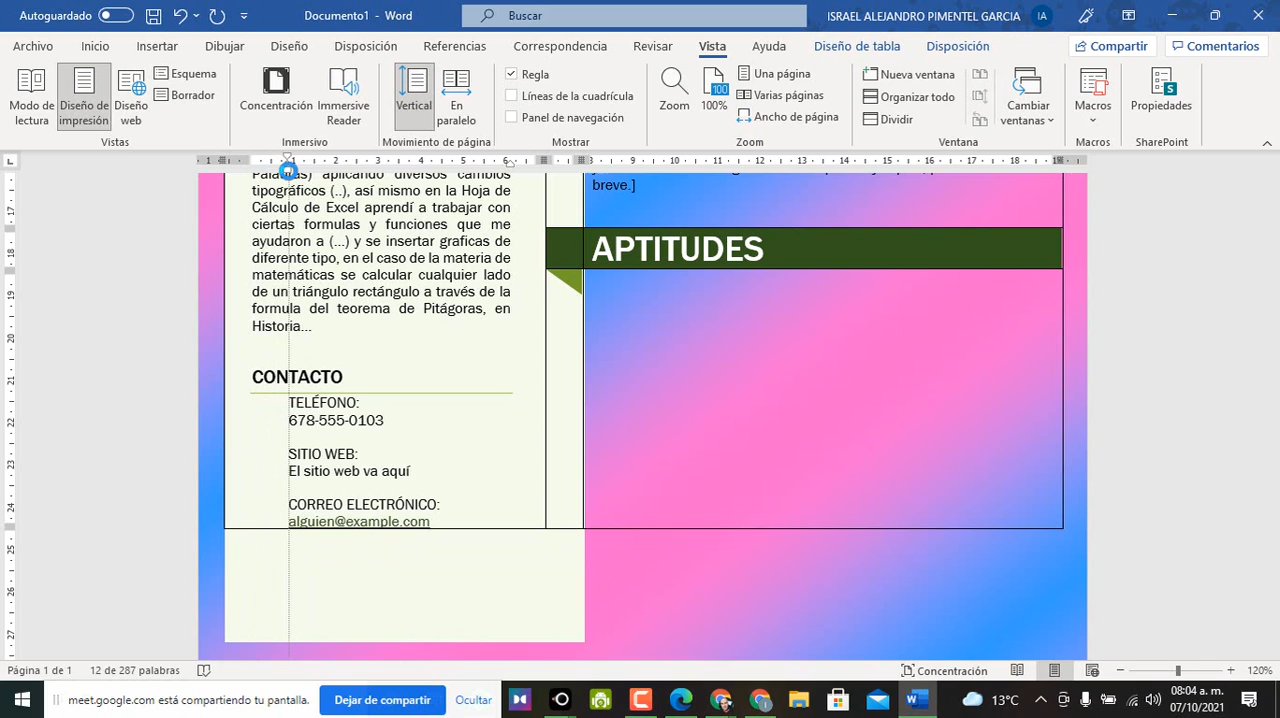 Autoguardado
Documento1 - Word
Buscar
ISRAEL ALEJANDRO PIMENTEL GARCIA
IA
Archivo Inicio Insertar Dibujar Diseño Disposición Referencias Correspondencia Revisar Vista Ayuda Diseño de tabla Disposición
Compartir
Comentarios
Modo de lectura
Diseño de impresión
Diseño web
Esquema
Borrador
Vistas
Concentración
Immersive Reader
Inmersivo
Vertical
En paralelo
Movimiento de página
Regla
Líneas de la cuadrícula
Panel de navegación
Mostrar
Zoom
100
100%
Una página
Varias páginas
Ancho de página
Zoom
Nueva ventana
Organizar todo
Dividir
Cambiar ventanas
Ventana
Macros
Macros
Propiedades
SharePoint
Palabras) aplicando diversos cambios
tipográficos (..), así mismo en la Hoja de
Cálculo de Excel aprendí a trabajar con
ciertas formulas y funciones que me
ayudaron a (...) y se insertar graficas de
diferente tipo, en el caso de la materia de
matemáticas se calcular cualquier lado
de un triángulo rectángulo a través de la
formula del teorema de Pitágoras, en
Historia...
CONTACTO
TELÉFONO:
678-555-0103
SITIO WEB:
El sitio web va aquí
CORREO ELECTRÓNICO:
alguien@example.com
breve.]
APTITUDES
Página 1 de 1
12 de 287 palabras
Concentración
120%
meet.google.com está compartiendo tu pantalla.
Dejar de compartir
Ocultar
13°C
08:04 a. m.
07/10/2021